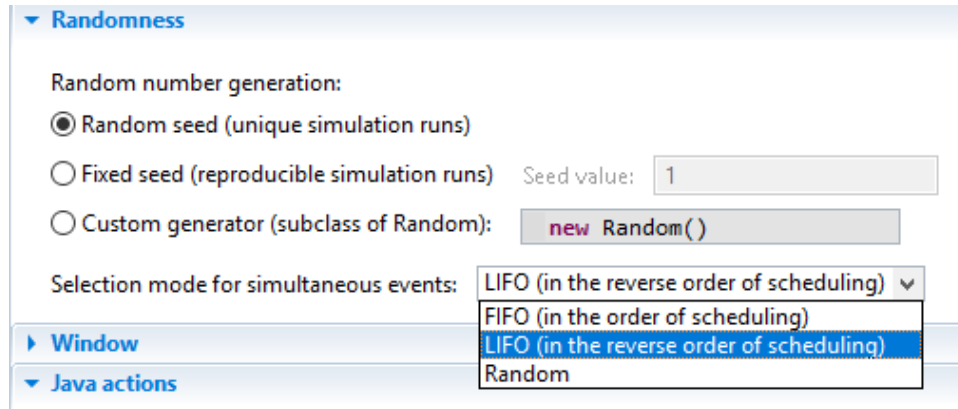 Randomness
Random number generation:
Random seed (unique simulation runs)
Fixed seed (reproducible simulation runs) Seed value: 1
Custom generator (subclass of Random): new Random()
Selection mode for simultaneous events: LIFO (in the reverse order of scheduling)
FIFO (in the order of scheduling)
Window
LIFO (in the reverse order of scheduling)
Random
Java actions